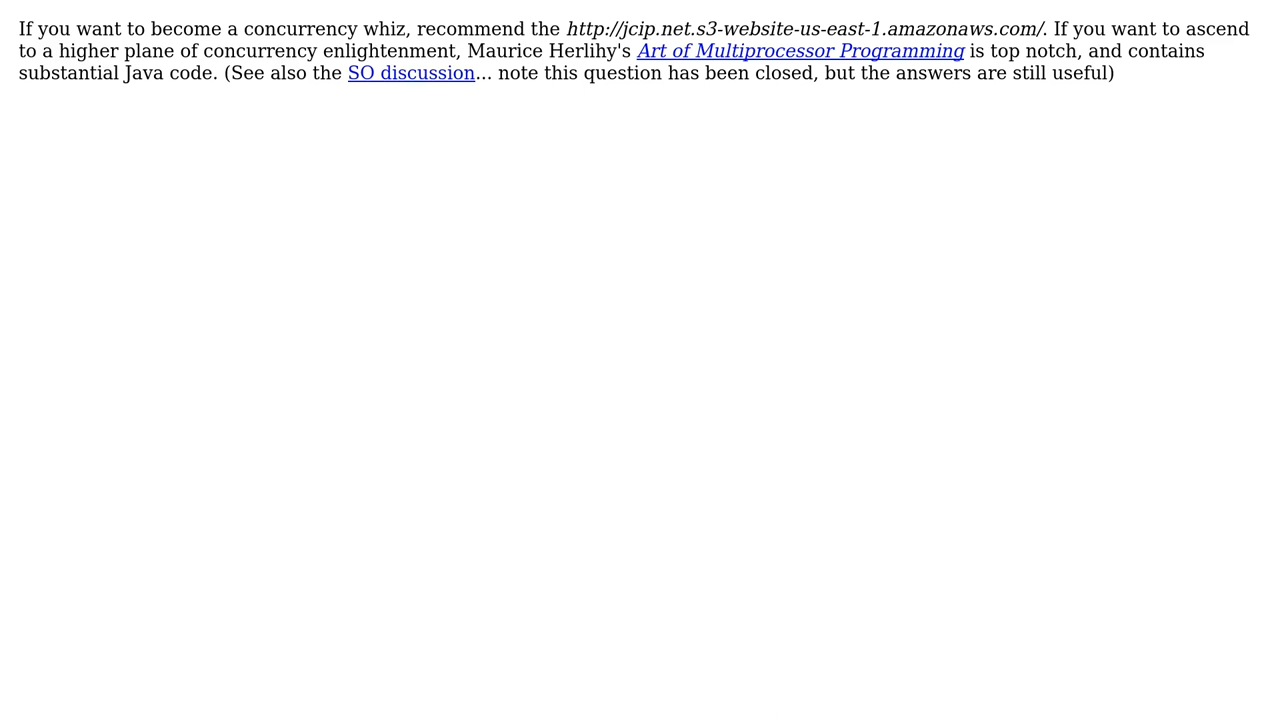 If you want to become a concurrency whiz, recommend the http://jcip.net.s3-website-us-east-1.amazonaws.com/. If you want to ascend
to a higher plane of concurrency enlightenment, Maurice Herlihy's Art of Multiprocessor Programming is top notch, and contains
substantial Java code. (See also the SO discussion... note this question has been closed, but the answers are still useful)